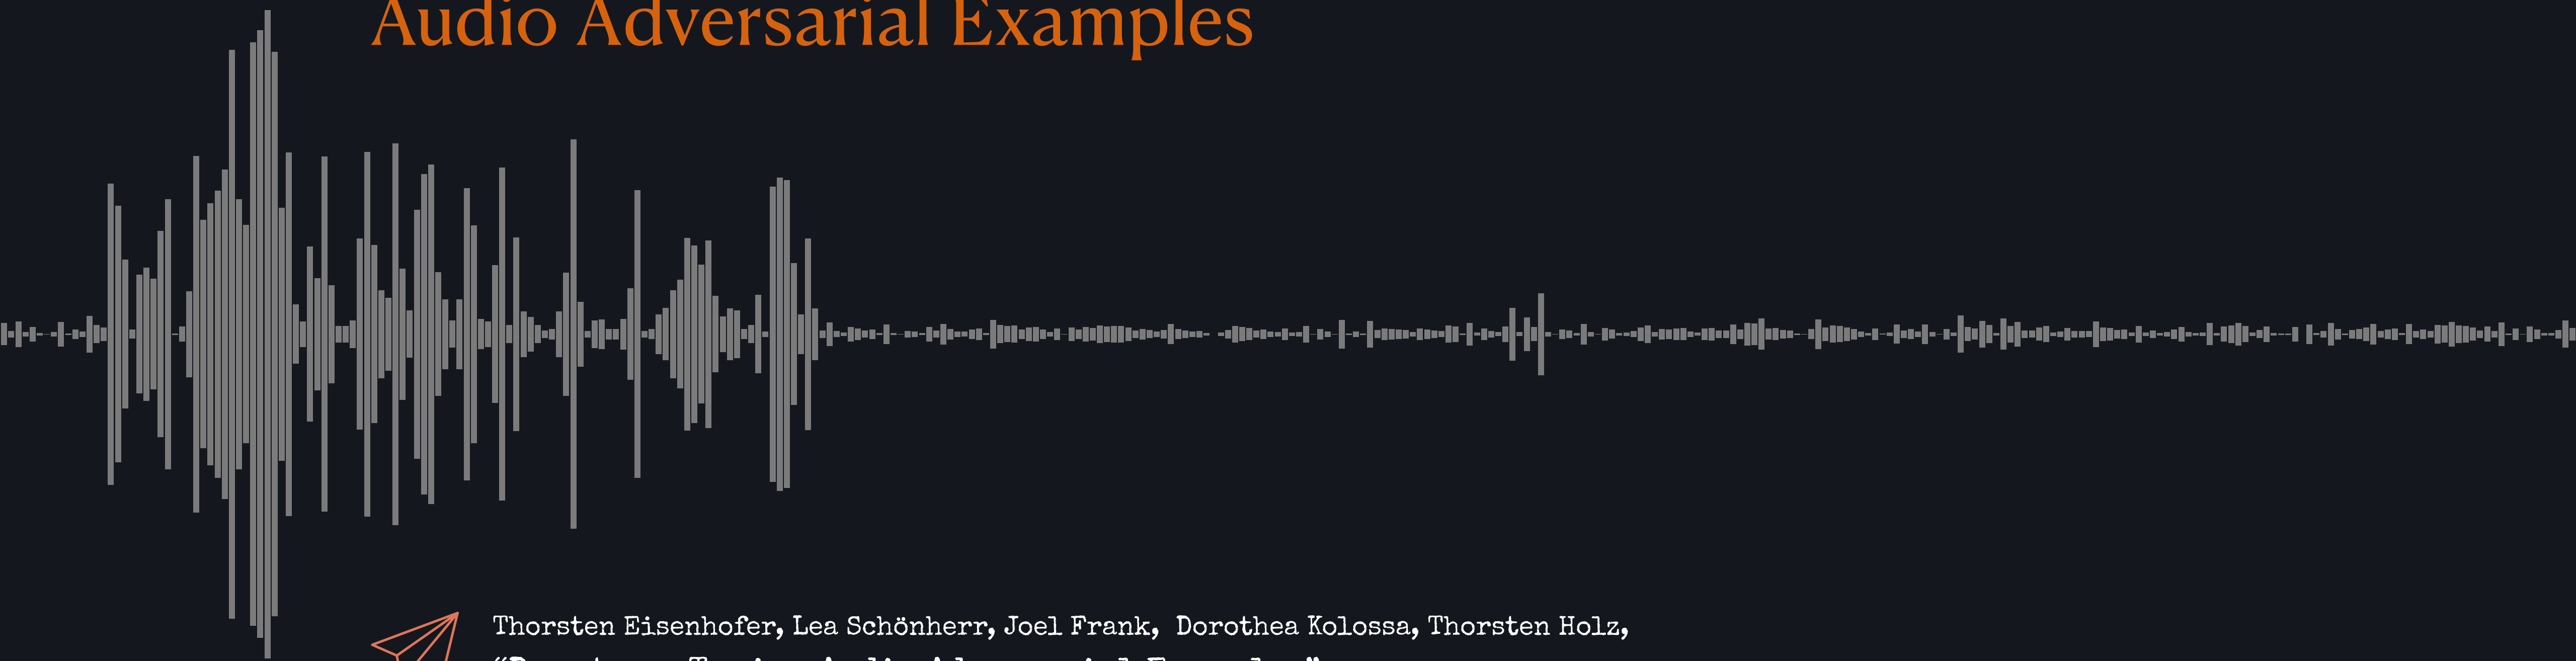 Audio Adversarial Examples
Thorsten Eisenhofer, Lea Schönherr, Joel Frank, Dorothea Kolossa, Thorsten Holz,